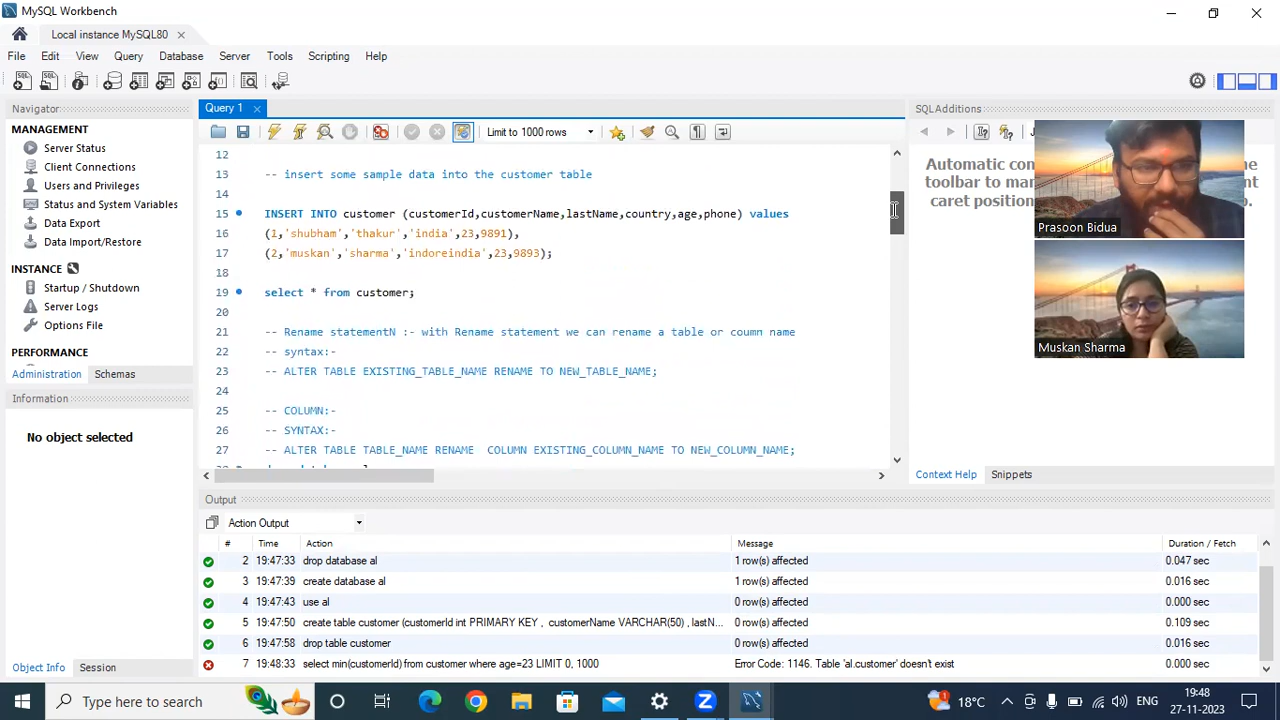 MySQL Workbench
Local instance MySQL80
File Edit View Query Database Server Tools Scripting Help
Navigator
MANAGEMENT
Server Status
Client Connections
Users and Privileges
Status and System Variables
Data Export
Data Import/Restore
INSTANCE
Startup / Shutdown
Server Logs
Options File
PERFORMANCE
Administration Schemas
Information
No object selected
Object Info Session
Query 1
Limit to 1000 rows
12
13 -- insert some sample data into the customer table
14
15 INSERT INTO customer (customerId,customerName,lastName,country,age,phone) values
16 (1,'shubham','thakur','india',23,9891),
17 (2,'muskan','sharma','indoreindia',23,9893);
18
19 select * from customer;
20
21 -- Rename statementN :- with Rename statement we can rename a table or coumn name
22 -- syntax:-
23 -- ALTER TABLE EXISTING_TABLE_NAME RENAME TO NEW_TABLE_NAME;
24
25 -- COLUMN:-
26 -- SYNTAX:-
27 -- ALTER TABLE TABLE_NAME RENAME  COLUMN EXISTING_COLUMN_NAME TO NEW_COLUMN_NAME;
SQLAdditions
Automatic
toolbar to
caret
Prasoon Bidua
Muskan Sharma
Context Help Snippets
Output
Action Output
# Time Action Message Duration / Fetch
2 19:47:33 drop database al 1 row(s) affected 0.047 sec
3 19:47:39 create database al 1 row(s) affected 0.016 sec
4 19:47:43 use al 0 row(s) affected 0.000 sec
5 19:47:50 create table customer (customerId int PRIMARY KEY , customerName VARCHAR(50) , lastN... 0 row(s) affected 0.109 sec
6 19:47:58 drop table customer 0 row(s) affected 0.016 sec
7 19:48:33 select min(customerId) from customer where age=23 LIMIT 0, 1000 Error Code: 1146. Table 'al.customer' doesn't exist 0.000 sec
Type here to search
18°C
ENG
19:48
27-11-2023